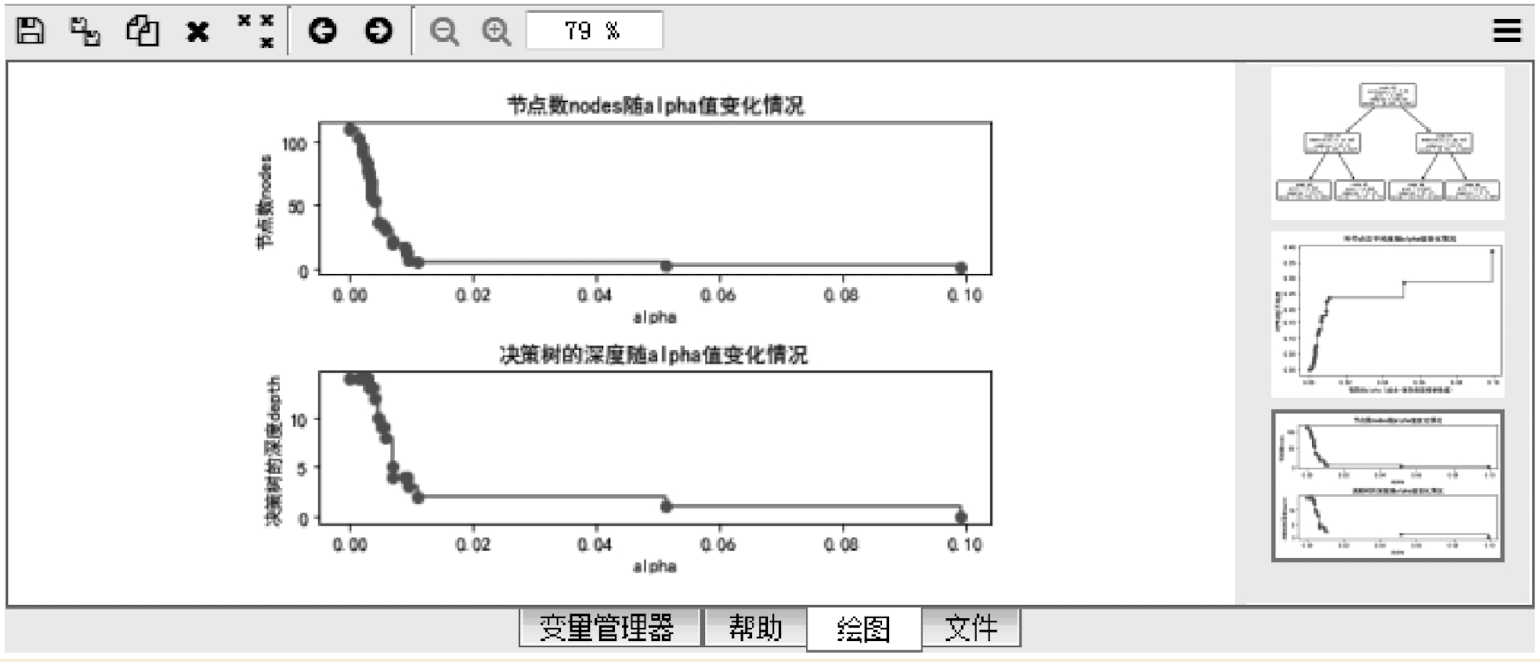 79 %
节点数nodes随alpha值变化情况
节点数nodes
100
50
0
0.00 0.02 0.04 0.06 0.08 0.10
alpha
决策树的深度随alpha值变化情况
决策树的深度depth
10
5
0
0.00 0.02 0.04 0.06 0.08 0.10
alpha
变量管理器 帮助 绘图 文件